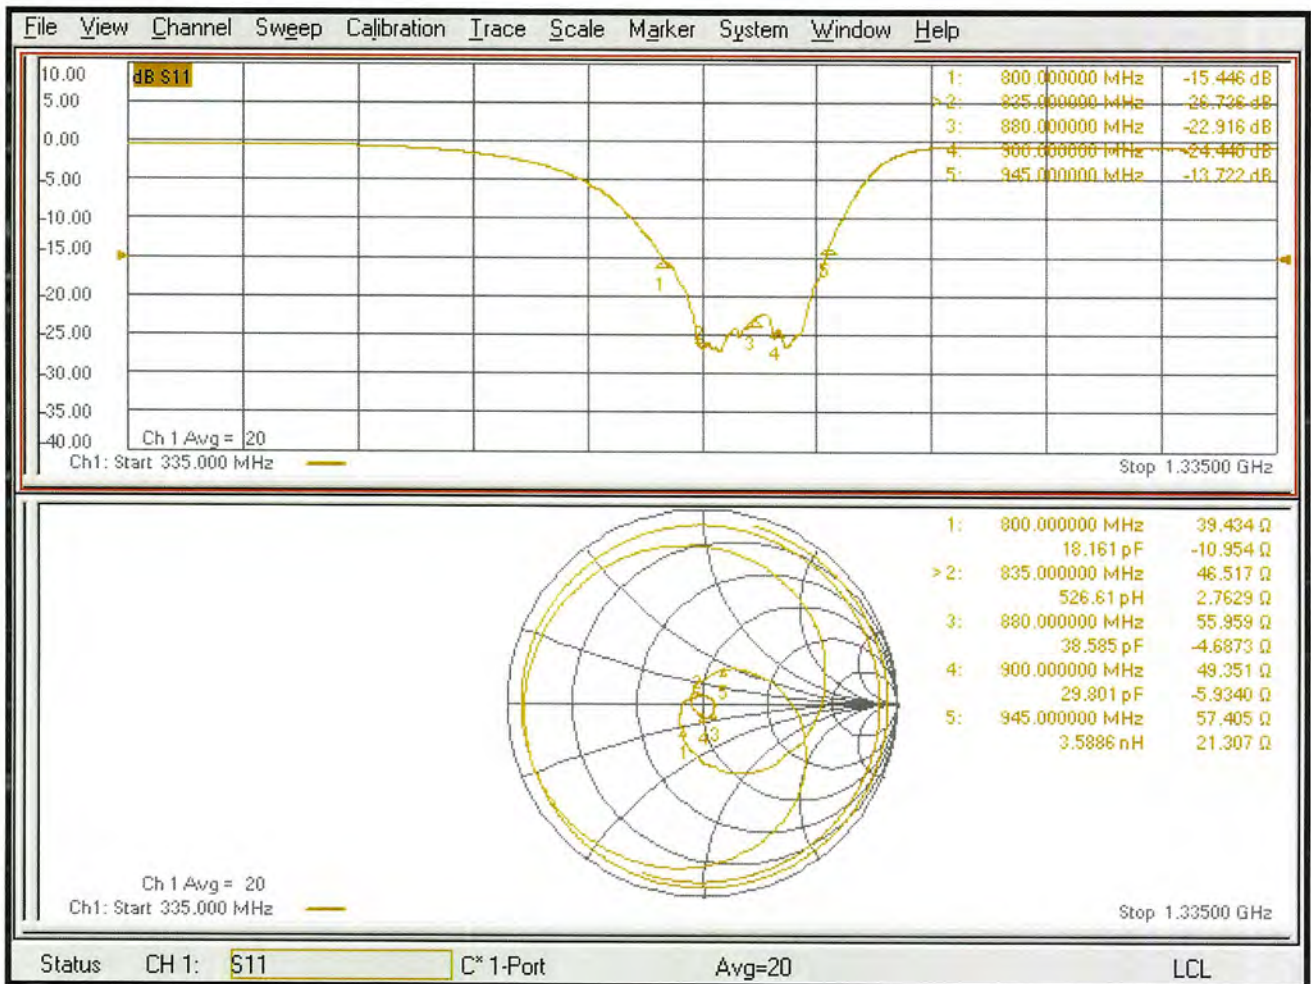 File View Channel Sweep Calibration Trace Scale Marker System Window Help
10.00
5.00
0.00
-5.00
-10.00
-15.00
-20.00
-25.00
-30.00
-35.00
-40.00
dB S11
1: 800.000000 MHz -15.446 dB
>2: 835.000000 MHz -26.736 dB
3: 880.000000 MHz -22.916 dB
4: 900.000000 MHz -24.440 dB
5: 945.000000 MHz -13.722 dB
1
2
3
4
5
Ch 1 Avg = 20
Ch1: Start 335.000 MHz
Stop 1.33500 GHz
1: 800.000000 MHz 39.434 Ω
18.161 pF -10.954 Ω
>2: 835.000000 MHz 46.517 Ω
526.61 pH 2.7629 Ω
3: 880.000000 MHz 55.959 Ω
38.585 pF -4.6873 Ω
4: 900.000000 MHz 49.351 Ω
29.801 pF -5.9340 Ω
5: 945.000000 MHz 57.405 Ω
3.5886 nH 21.307 Ω
2
5
43
1
Ch 1 Avg = 20
Ch1: Start 335.000 MHz
Stop 1.33500 GHz
Status CH 1: S11 C* 1-Port Avg=20 LCL